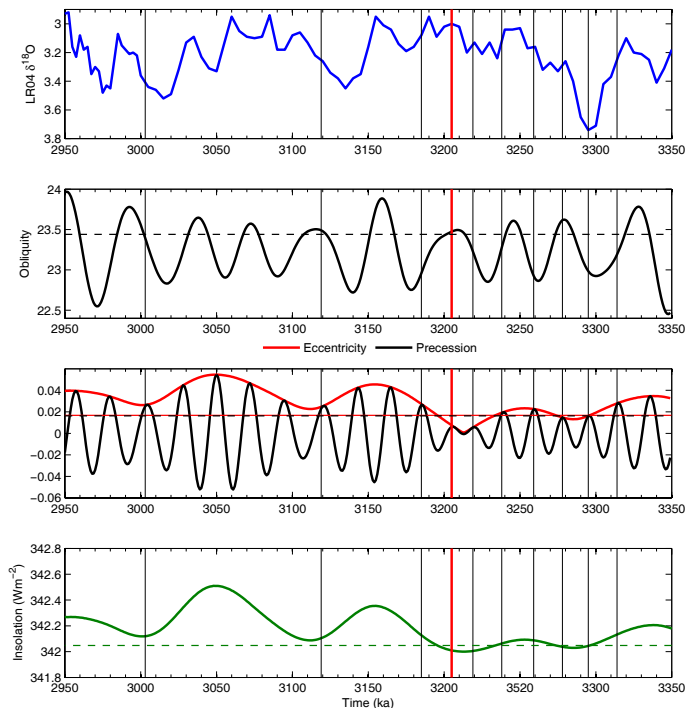 LR04 δ18O
3
3.2
3.4
3.6
3.8
2950 3000 3050 3100 3150 3200 3250 3300 3350
Obliquity
24
23.5
23
22.5
2950 3000 3050 3100 3150 3200 3250 3300 3350
Eccentricity Precession
0.04
0.02
0
−0.02
−0.04
−0.06
2950 3000 3050 3100 3150 3200 3250 3300 3350
Insolation (Wm−2)
342.8
342.6
342.4
342.2
342
341.8
2950 3000 3050 3100 3150 3200 3520 3300 3350
Time (ka)